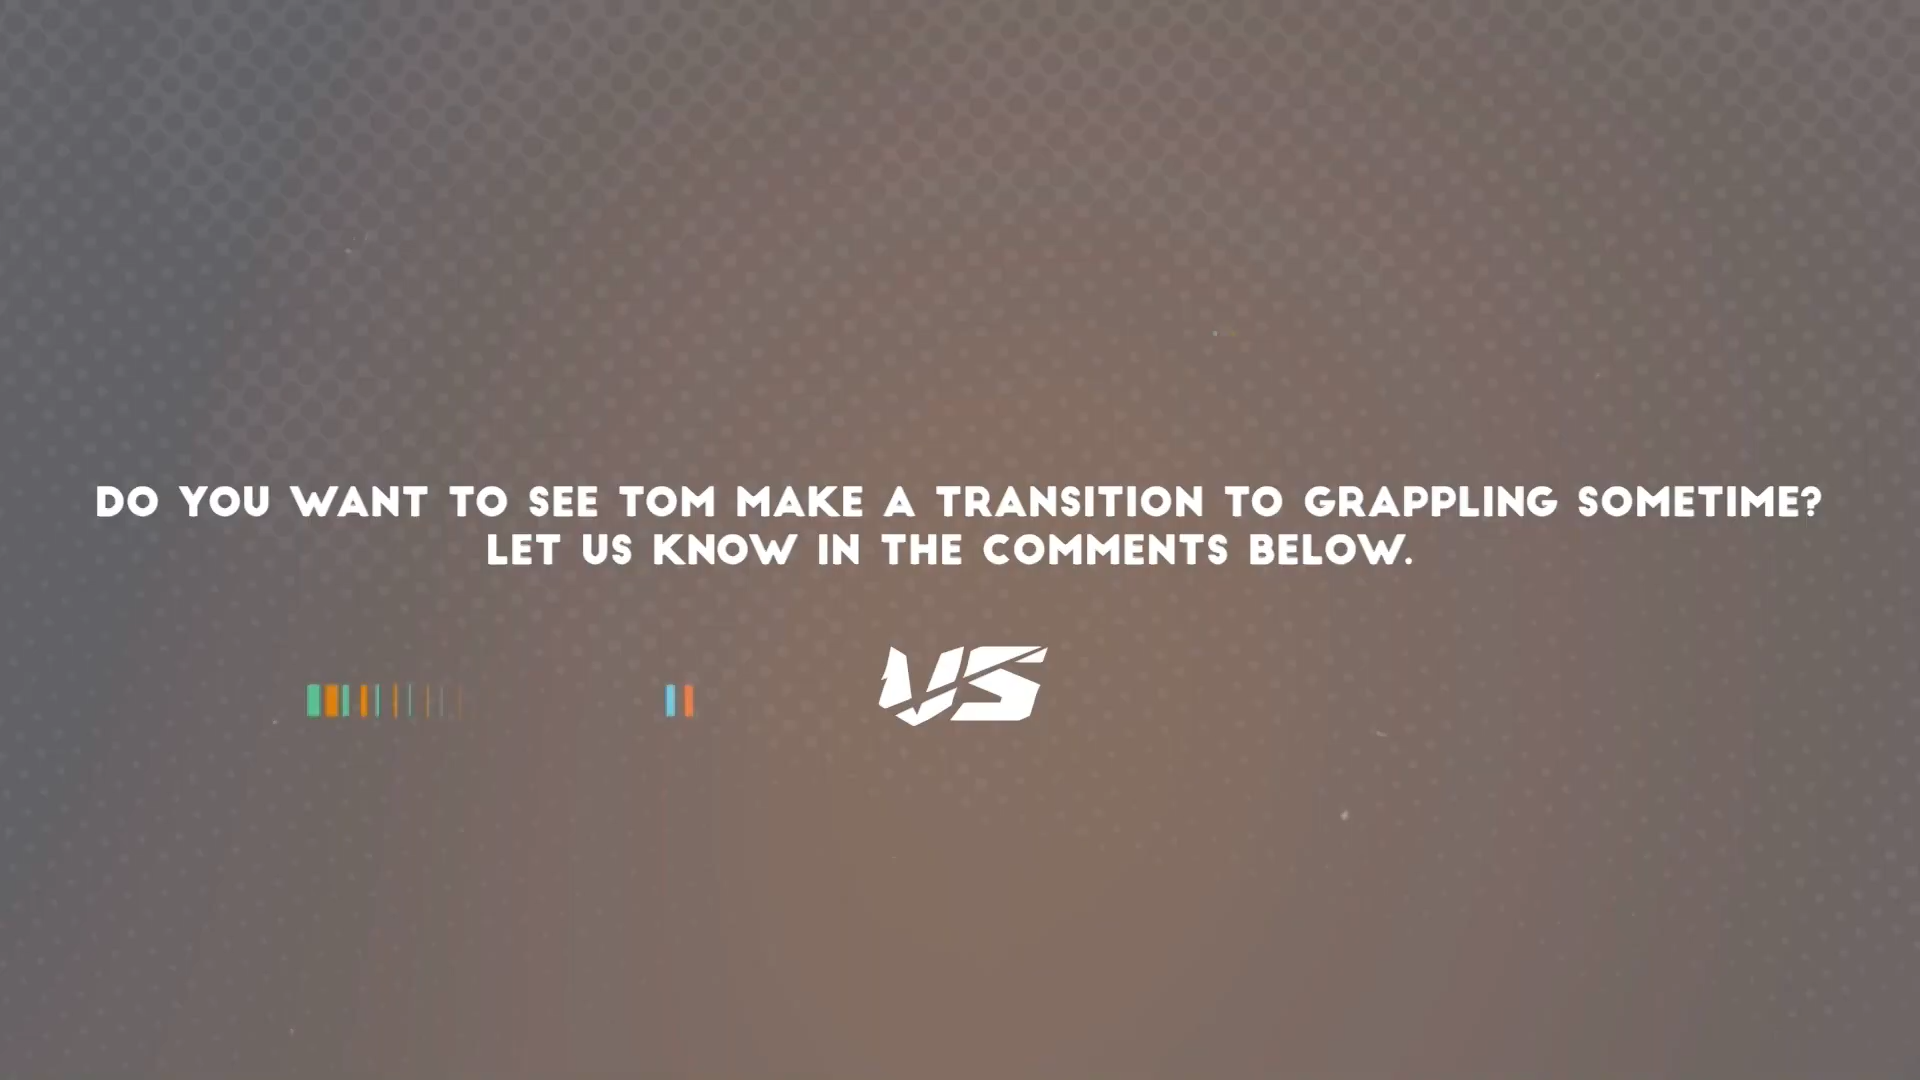 DO YOU WANT TO SEE TOM MAKE A TRANSITION TO GRAPPLING SOMETIME?
LET US KNOW IN THE COMMENTS BELOW.
VS